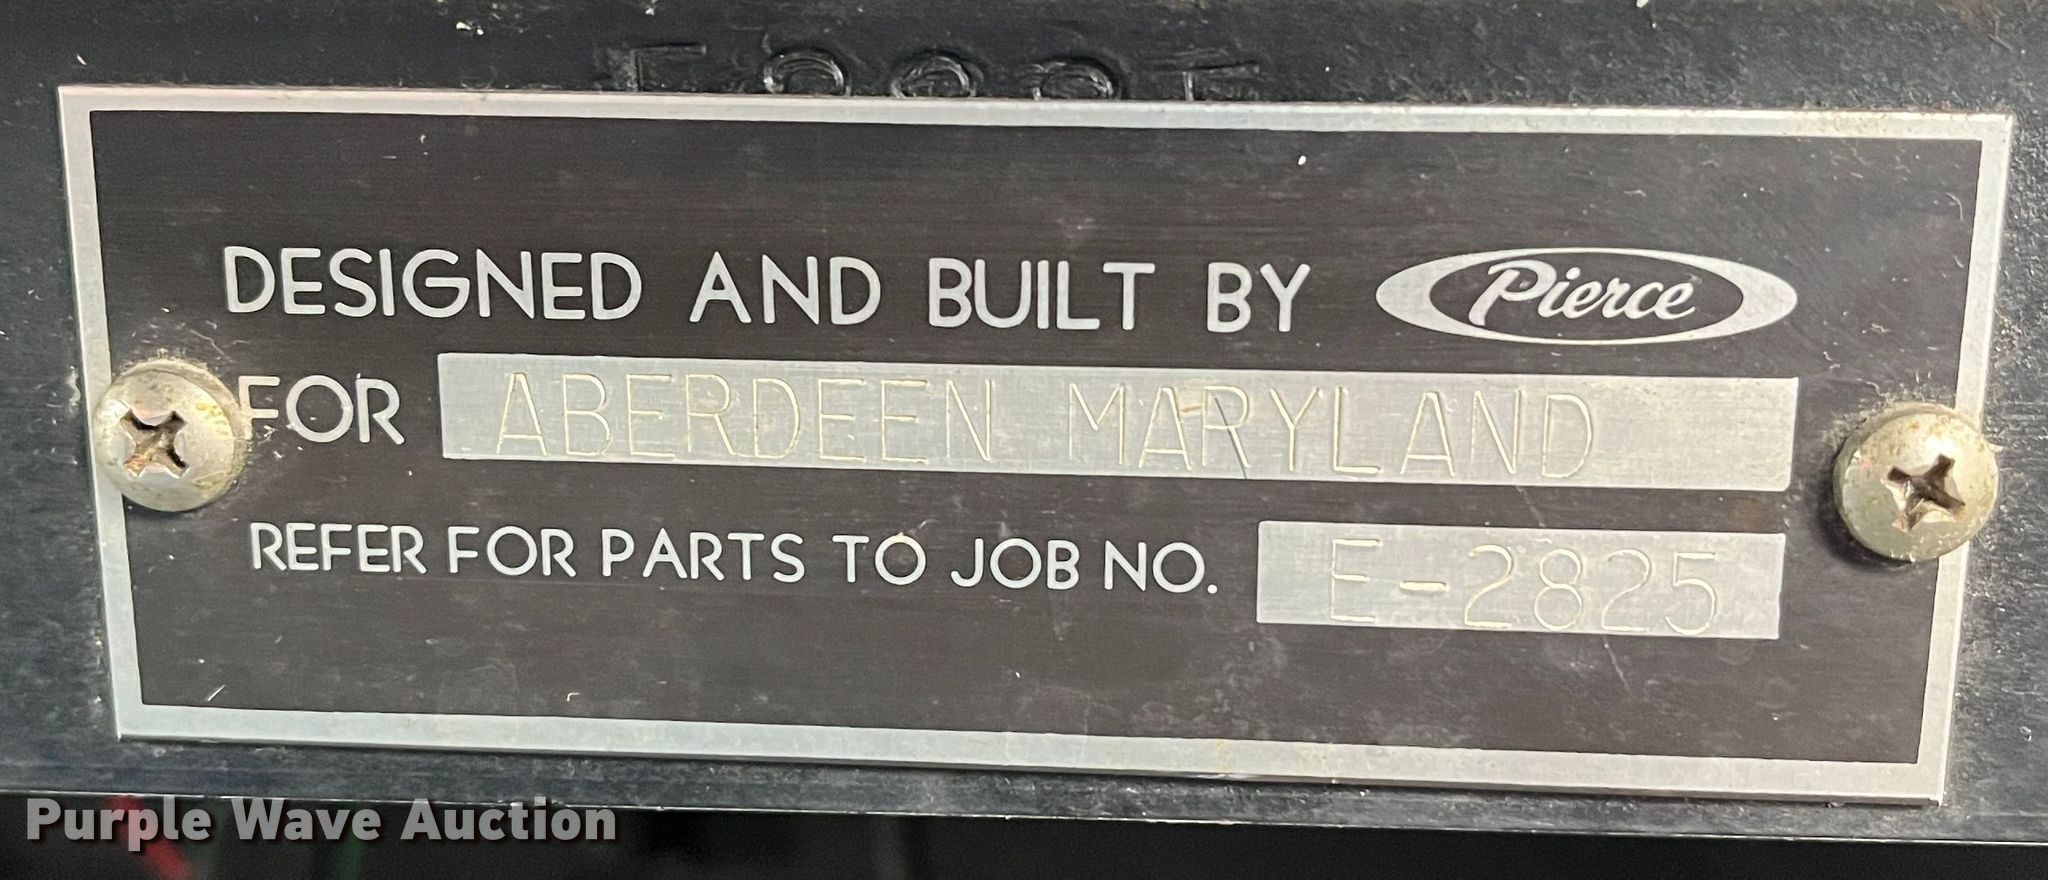 DESIGNED AND BUILT BY Pierce
FOR ABERDEEN MARYLAND
REFER FOR PARTS TO JOB NO. E-2825
Purple Wave Auction